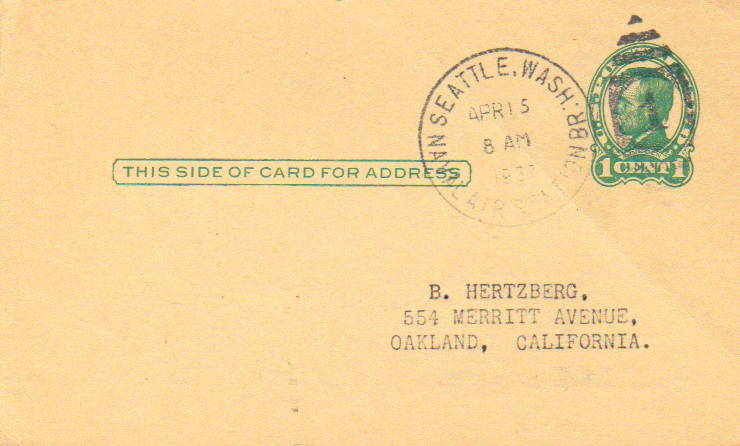 SEATTLE, WASH.
NAVAL AIR STATION BR
APR 15
8 AM
1 CENT 1
THIS SIDE OF CARD FOR ADDRESS
B. HERTZBERG,
554 MERRITT AVENUE,
OAKLAND, CALIFORNIA.